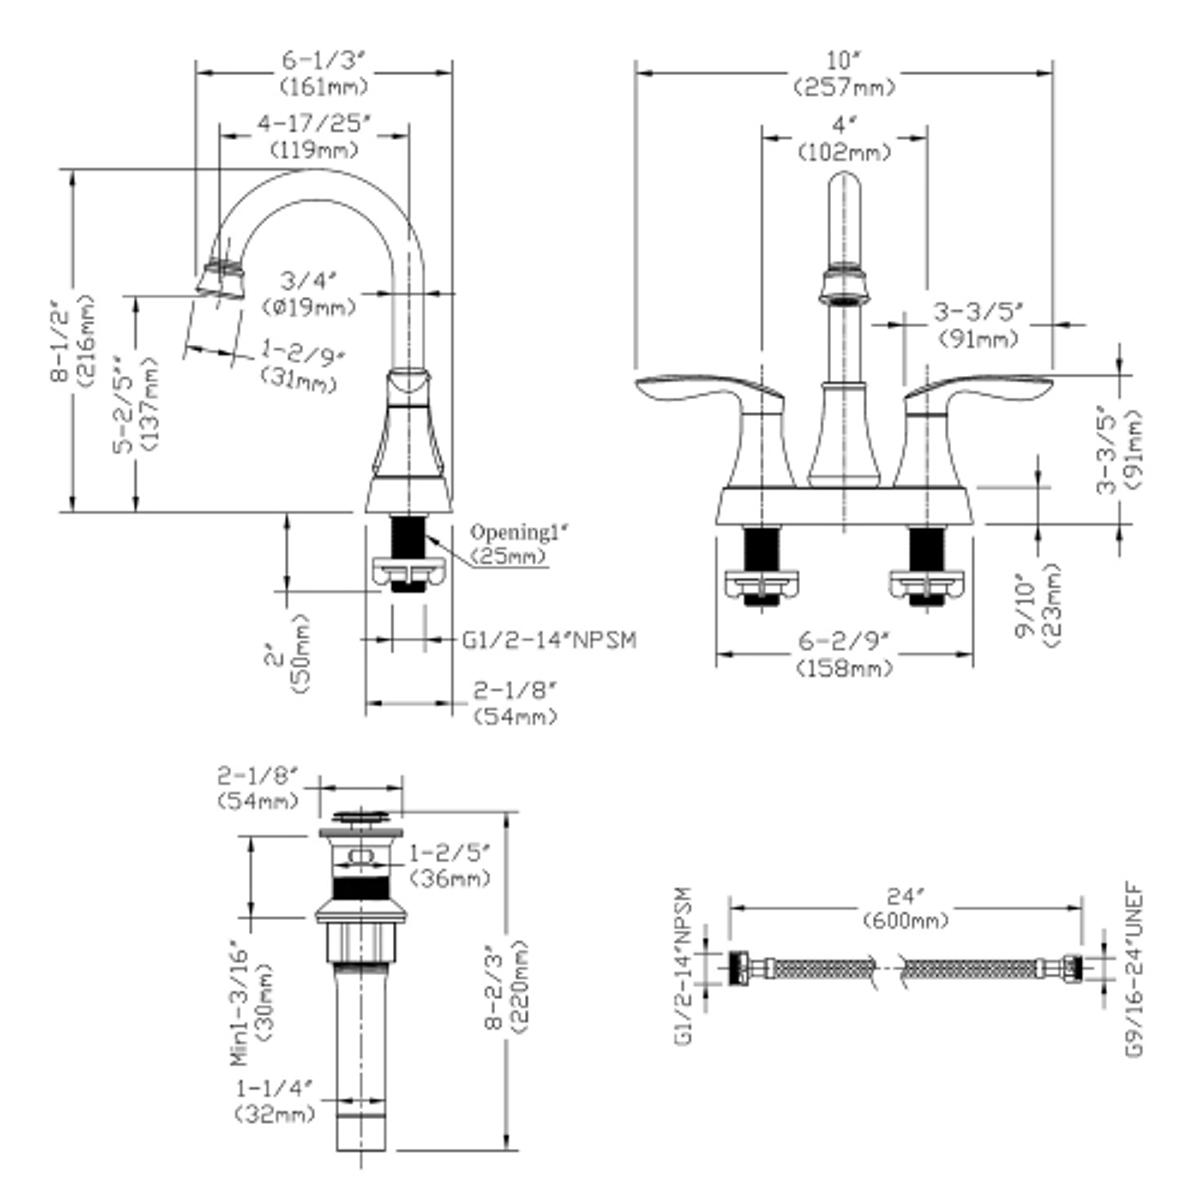 6-1/3″
(161mm)
4-17/25″
(119mm)
8-1/2″
(216mm)
5-2/5″″
(137mm)
3/4″
(Ø19mm)
1-2/9″
(31mm)
Opening1″
(25mm)
2″
(50mm)
G1/2-14″NPSM
2-1/8″
(54mm)
10″
(257mm)
4″
(102mm)
3-3/5″
(91mm)
3-3/5″
(91mm)
9/10″
(23mm)
6-2/9″
(158mm)
2-1/8″
(54mm)
1-2/5″
(36mm)
Min1-3/16″
(30mm)
8-2/3″
(220mm)
1-1/4″
(32mm)
G1/2-14″NPSM
24″
(600mm)
G9/16-24″UNEF